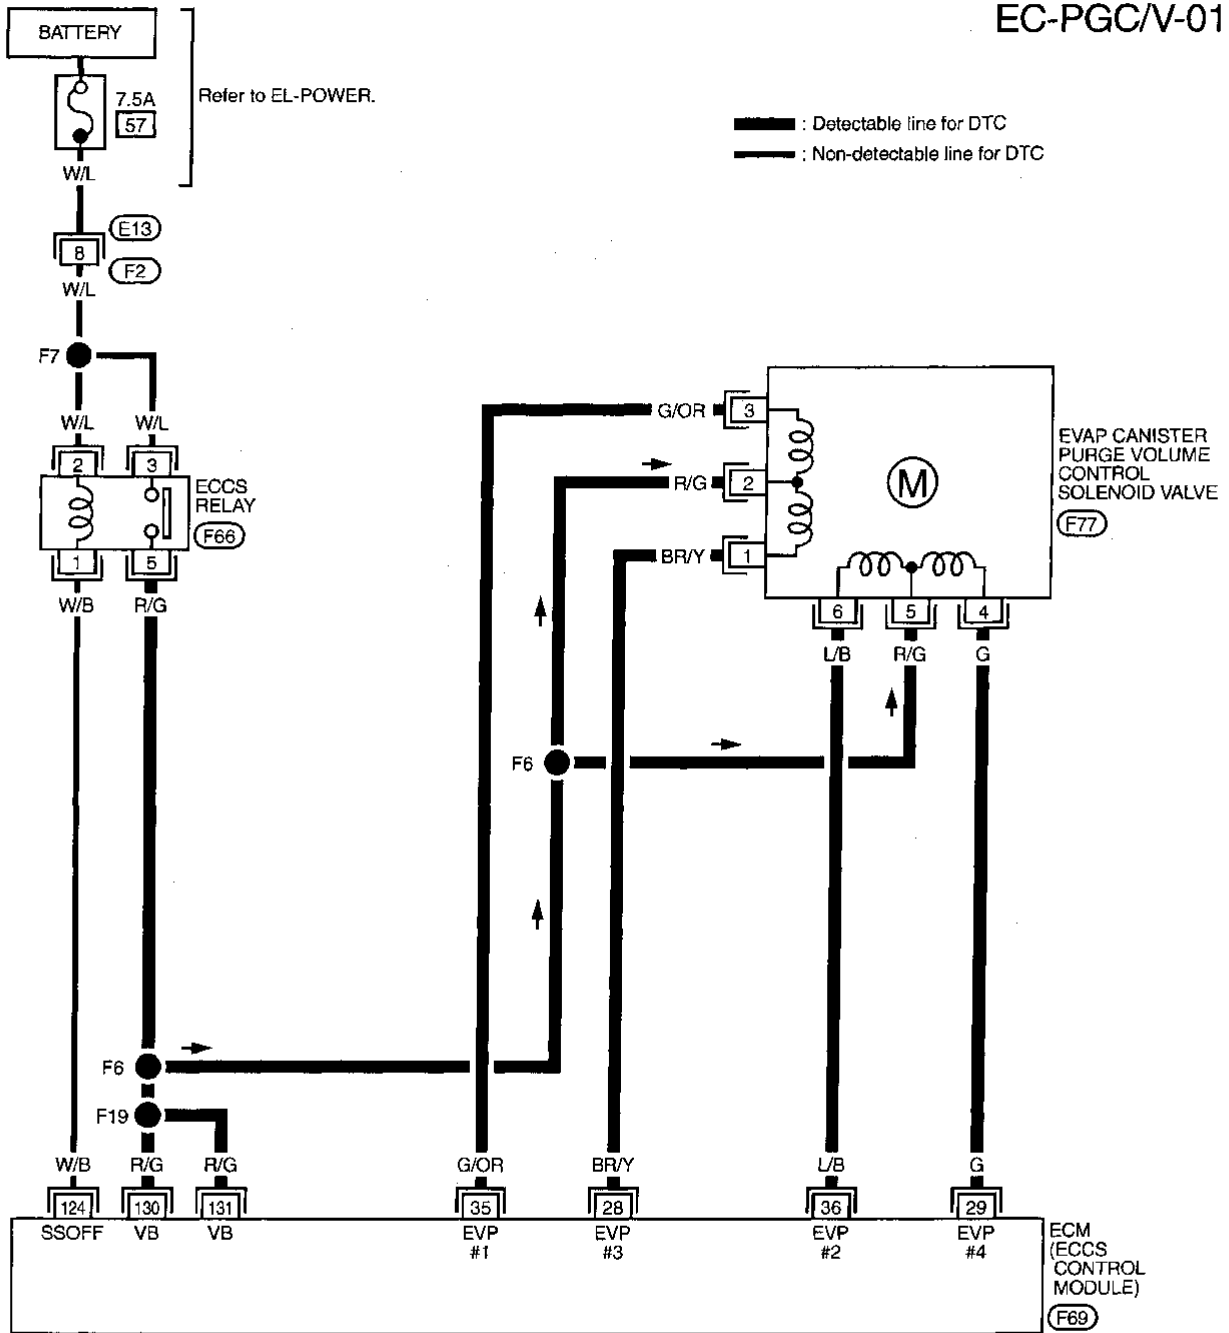 EC-PGC/V-01
BATTERY
7.5A
57
Refer to EL-POWER.
: Detectable line for DTC
: Non-detectable line for DTC
W/L
E13
8
F2
W/L
F7
W/L
W/L
2
3
ECCS
RELAY
F66
1
5
W/B
R/G
G/OR
3
R/G
2
BR/Y
1
M
EVAP CANISTER
PURGE VOLUME
CONTROL
SOLENOID VALVE
F77
6
5
4
L/B
R/G
G
F6
F6
F19
W/B
R/G
R/G
G/OR
BR/Y
L/B
G
124
130
131
35
28
36
29
SSOFF
VB
VB
EVP
#1
EVP
#3
EVP
#2
EVP
#4
ECM
(ECCS
CONTROL
MODULE)
F69